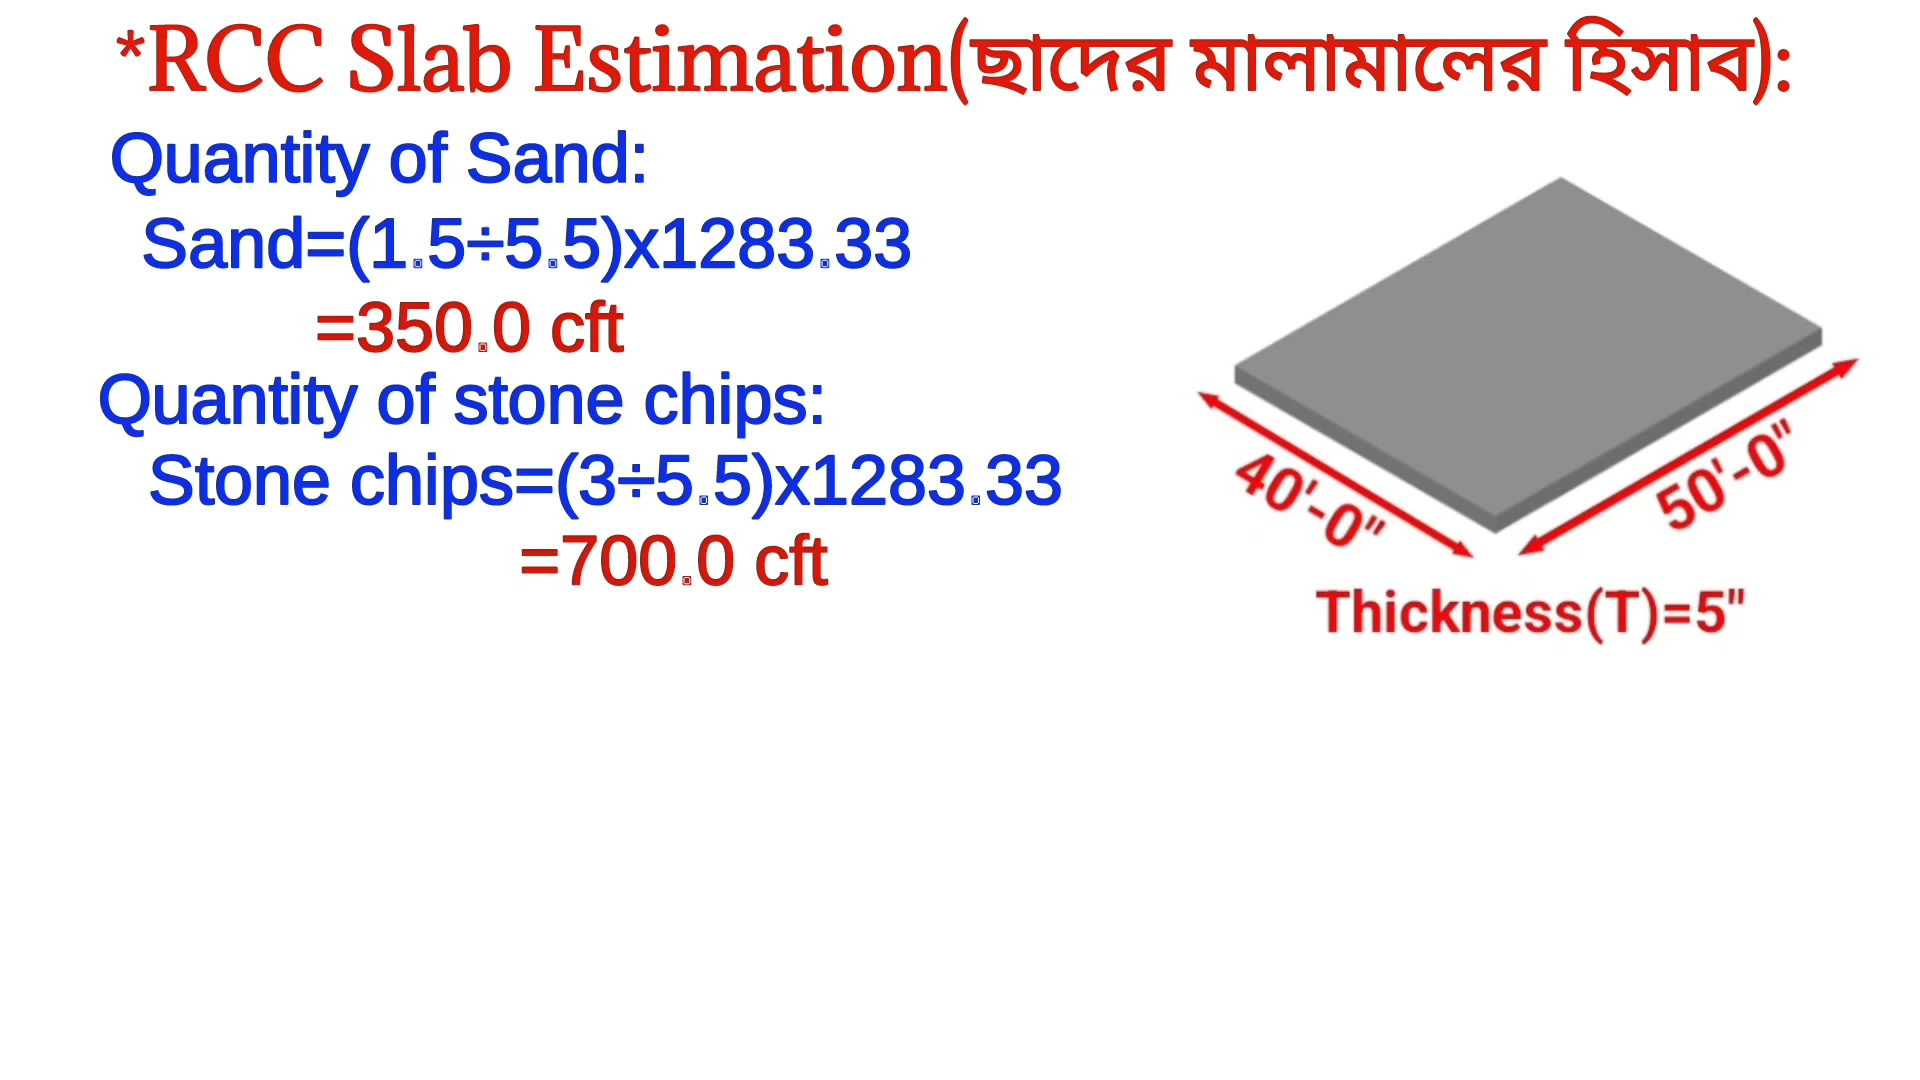 *RCC Slab Estimation(ছাদের মালামালের হিসাব):
Quantity of Sand:
Sand=(1.5÷5.5)x1283.33
=350.0 cft
Quantity of stone chips:
Stone chips=(3÷5.5)x1283.33
=700.0 cft
40'-0"
50'-0"
Thickness(T)=5"